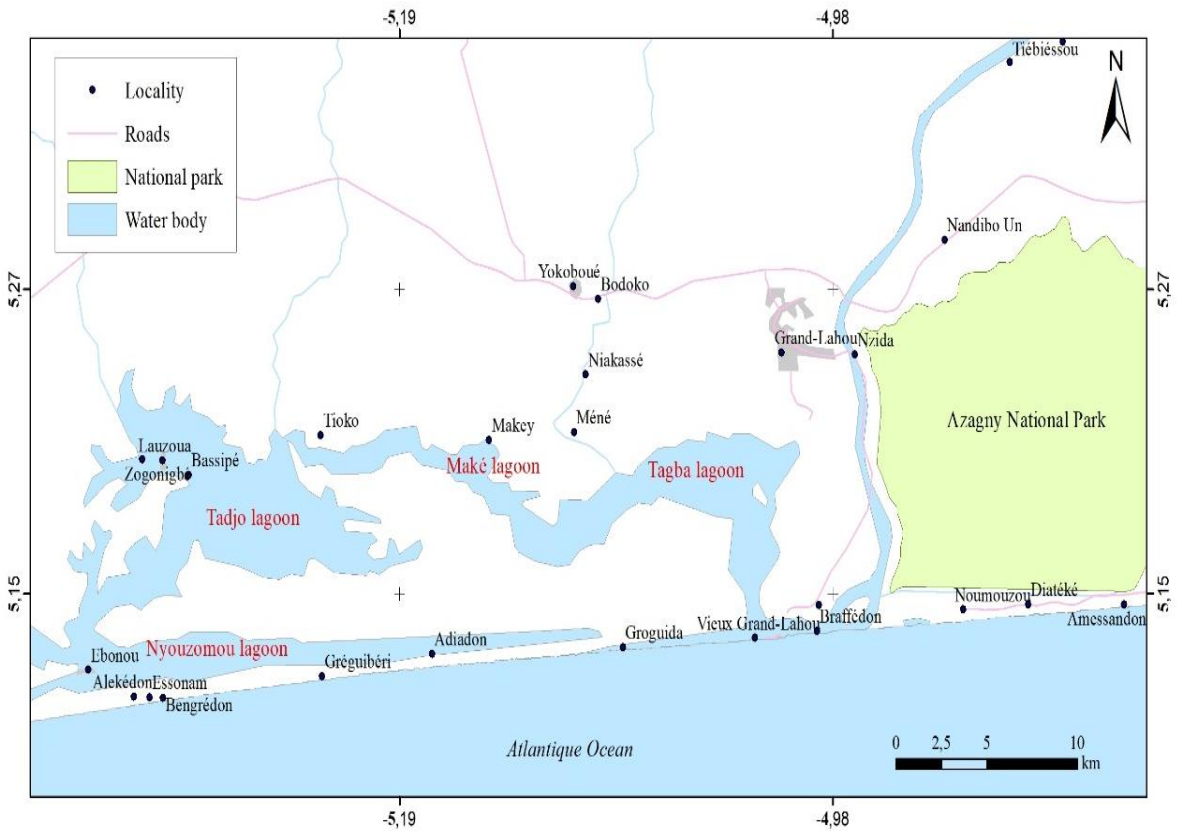 -5,19
-4,98
Tiébiéssou
N
Locality
Roads
National park
Water body
Nandibo Un
5,27
Yokoboué
Bodoko
5,27
Grand-Lahou
Nzida
Niakassé
Tioko
Makey
Méné
Azagny National Park
Lauzoua
Zogonigbé
Bassipé
Maké lagoon
Tagba lagoon
Tadjo lagoon
5,15
5,15
Noumouzou
Diatéké
Amessandon
Vieux Grand-Lahou
Braffédon
Nyouzomou lagoon
Adiadon
Groguida
Ebonou
Gréguibéri
Alekédon
Essonam
Bengrédon
Atlantique Ocean
0 2,5 5 10
km
-5,19
-4,98